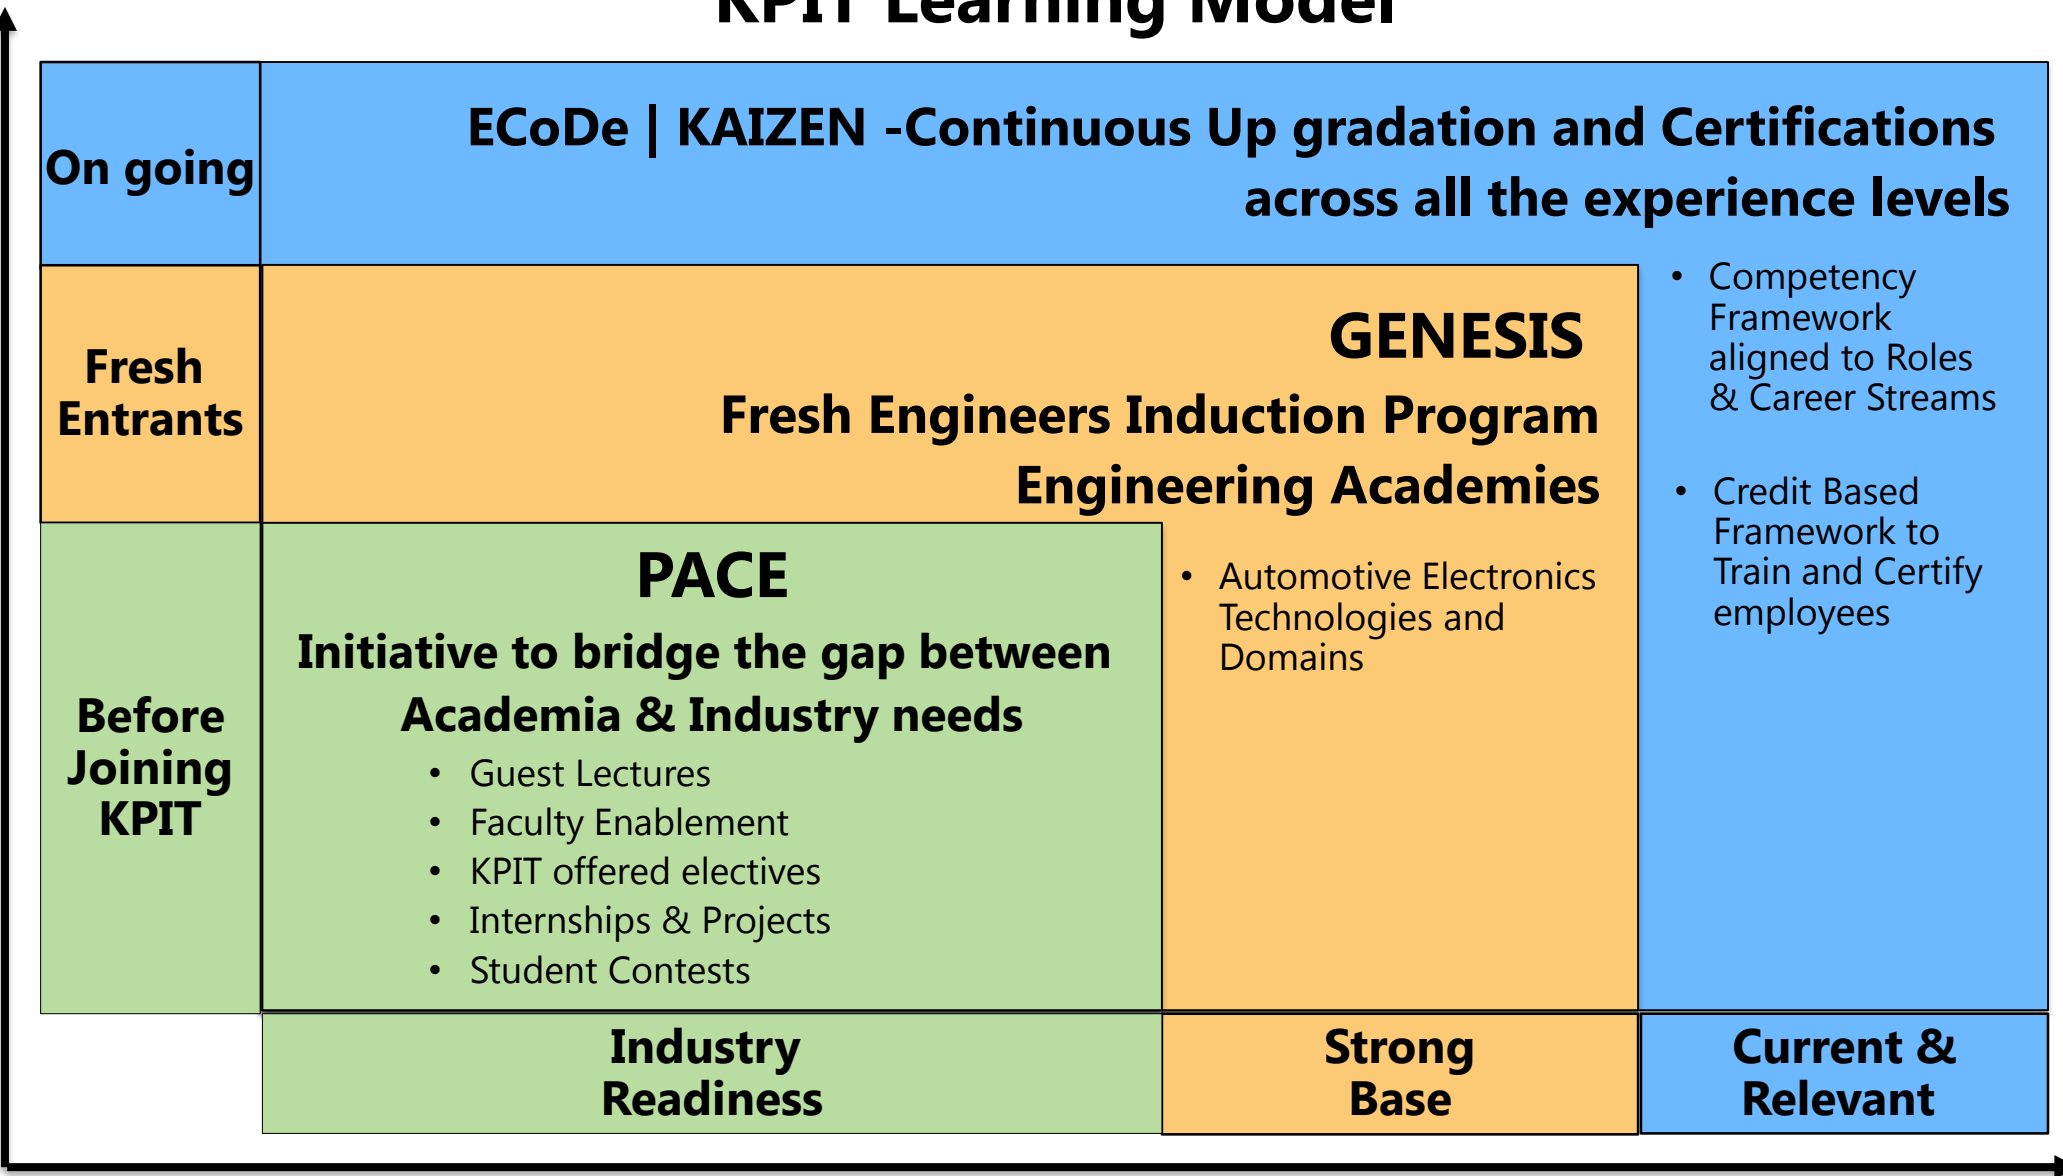 KPIT Learning Model
On going
ECoDe | KAIZEN -Continuous Up gradation and Certifications
across all the experience levels
Fresh
Entrants
GENESIS
Fresh Engineers Induction Program
Engineering Academies
• Automotive Electronics
Technologies and
Domains
• Competency
Framework
aligned to Roles
& Career Streams
• Credit Based
Framework to
Train and Certify
employees
Before
Joining
KPIT
PACE
Initiative to bridge the gap between
Academia & Industry needs
• Guest Lectures
• Faculty Enablement
• KPIT offered electives
• Internships & Projects
• Student Contests
Industry
Readiness
Strong
Base
Current &
Relevant